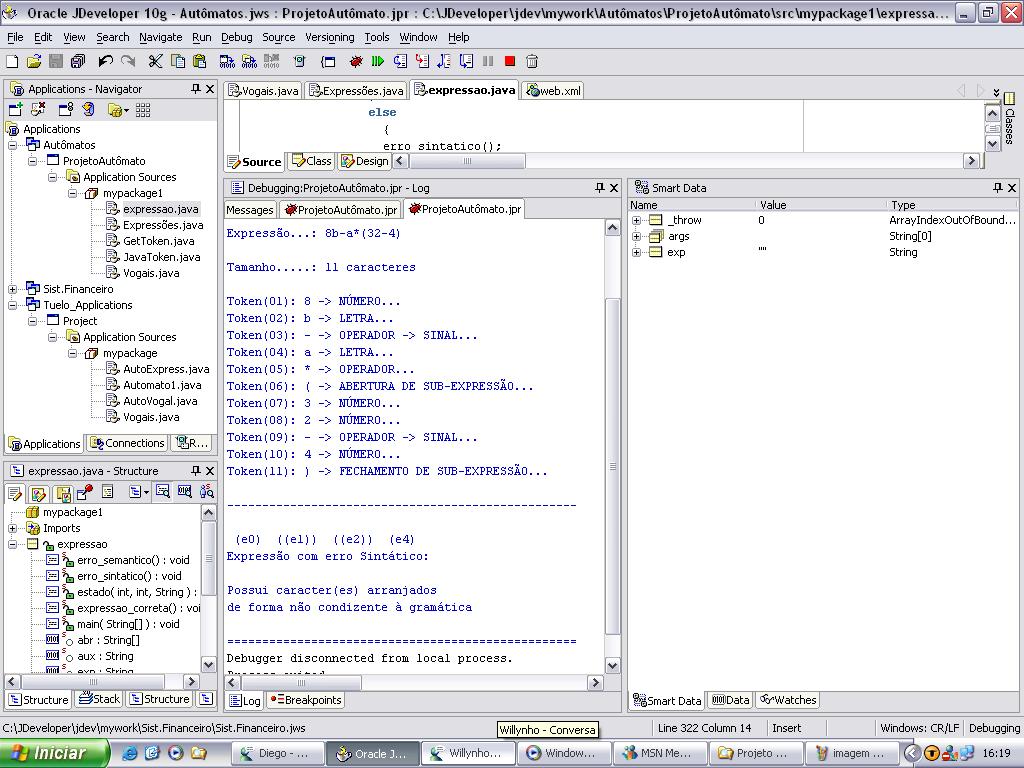 Oracle JDeveloper 10g - Autômatos.jws : ProjetoAutômato.jpr : C:\JDeveloper\jdev\mywork\Autômatos\ProjetoAutômato\src\mypackage1\expressa...
File Edit View Search Navigate Run Debug Source Versioning Tools Window Help
Applications - Navigator
Applications
Autômatos
ProjetoAutômato
Application Sources
mypackage1
expressao.java
Expressões.java
GetToken.java
JavaToken.java
Vogais.java
Sist.Financeiro
Tuelo_Applications
Project
Application Sources
mypackage
AutoExpress.java
Automato1.java
AutoVogal.java
Vogais.java
Applications Connections R...
expressao.java - Structure
mypackage1
Imports
expressao
erro_semantico() : void
erro_sintatico() : void
estado( int, int, String ) :
expressao_correta() : voi
main( String[] ) : void
abr : String[]
aux : String
exp : String
Structure Stack Structure
Vogais.java Expressões.java expressao.java web.xml
else
{
erro_sintatico();
Source Class Design
Classes
Debugging:ProjetoAutômato.jpr - Log
Messages ProjetoAutômato.jpr ProjetoAutômato.jpr
Expressão...: 8b-a*(32-4)
Tamanho.....: 11 caracteres
Token(01): 8 -> NÚMERO...
Token(02): b -> LETRA...
Token(03): - -> OPERADOR -> SINAL...
Token(04): a -> LETRA...
Token(05): * -> OPERADOR...
Token(06): ( -> ABERTURA DE SUB-EXPRESSÃO...
Token(07): 3 -> NÚMERO...
Token(08): 2 -> NÚMERO...
Token(09): - -> OPERADOR -> SINAL...
Token(10): 4 -> NÚMERO...
Token(11): ) -> FECHAMENTO DE SUB-EXPRESSÃO...
------------------------------------------------
(e0) ((e1)) ((e2)) (e4)
Expressão com erro Sintático:
Possui caracter(es) arranjados
de forma não condizente à gramática
================================================
Debugger disconnected from local process.
Process exited.
Log Breakpoints
Smart Data
Name Value Type
_throw 0 ArrayIndexOutOfBound...
args String[0]
exp "" String
Smart Data Data Watches
C:\JDeveloper\jdev\mywork\Sist.Financeiro\Sist.Financeiro.jws
Willynho - Conversa
Line 322 Column 14 Insert Windows: CR/LF Debugging
Iniciar Diego - ... Oracle J... Willynho... Window... MSN Me... Projeto ... imagem ... 16:19